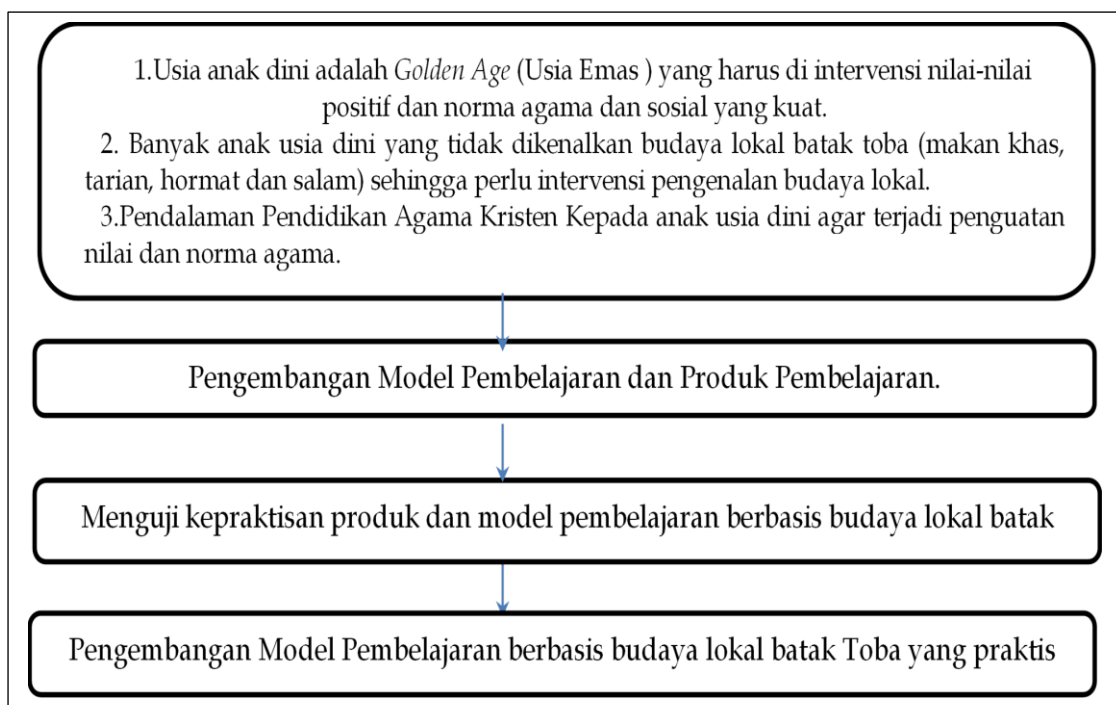 1.Usia anak dini adalah Golden Age (Usia Emas ) yang harus di intervensi nilai-nilai
positif dan norma agama dan sosial yang kuat.
2. Banyak anak usia dini yang tidak dikenalkan budaya lokal batak toba (makan khas,
tarian, hormat dan salam) sehingga perlu intervensi pengenalan budaya lokal.
3.Pendalaman Pendidikan Agama Kristen Kepada anak usia dini agar terjadi penguatan
nilai dan norma agama.
Pengembangan Model Pembelajaran dan Produk Pembelajaran.
Menguji kepraktisan produk dan model pembelajaran berbasis budaya lokal batak
Pengembangan Model Pembelajaran berbasis budaya lokal batak Toba yang praktis